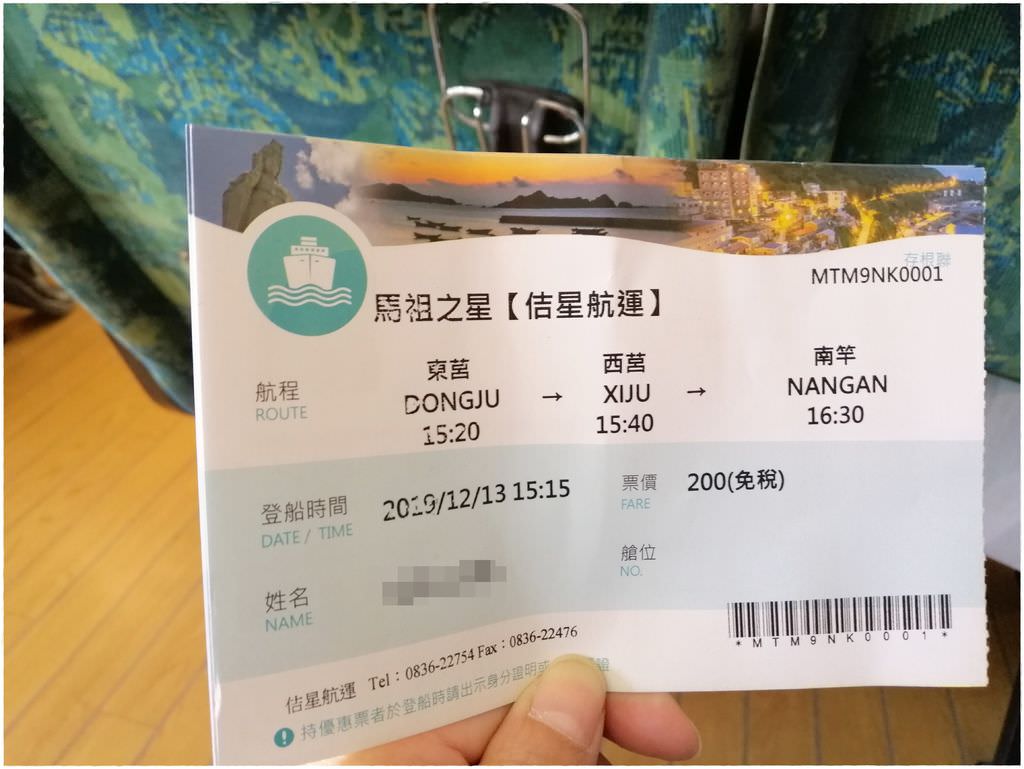 存根聯
MTM9NK0001
馬祖之星【佶星航運】
航程
ROUTE
東莒 → 西莒 → 南竿
DONGJU XIJU NANGAN
15:20 15:40 16:30
登船時間
DATE / TIME
2019/12/13 15:15
票價
FARE
200(免稅)
艙位
NO.
姓名
NAME
*MTM9NK0001*
佶星航運 Tel：0836-22754 Fax：0836-22476
持優惠票者於登船時請出示身分證明或